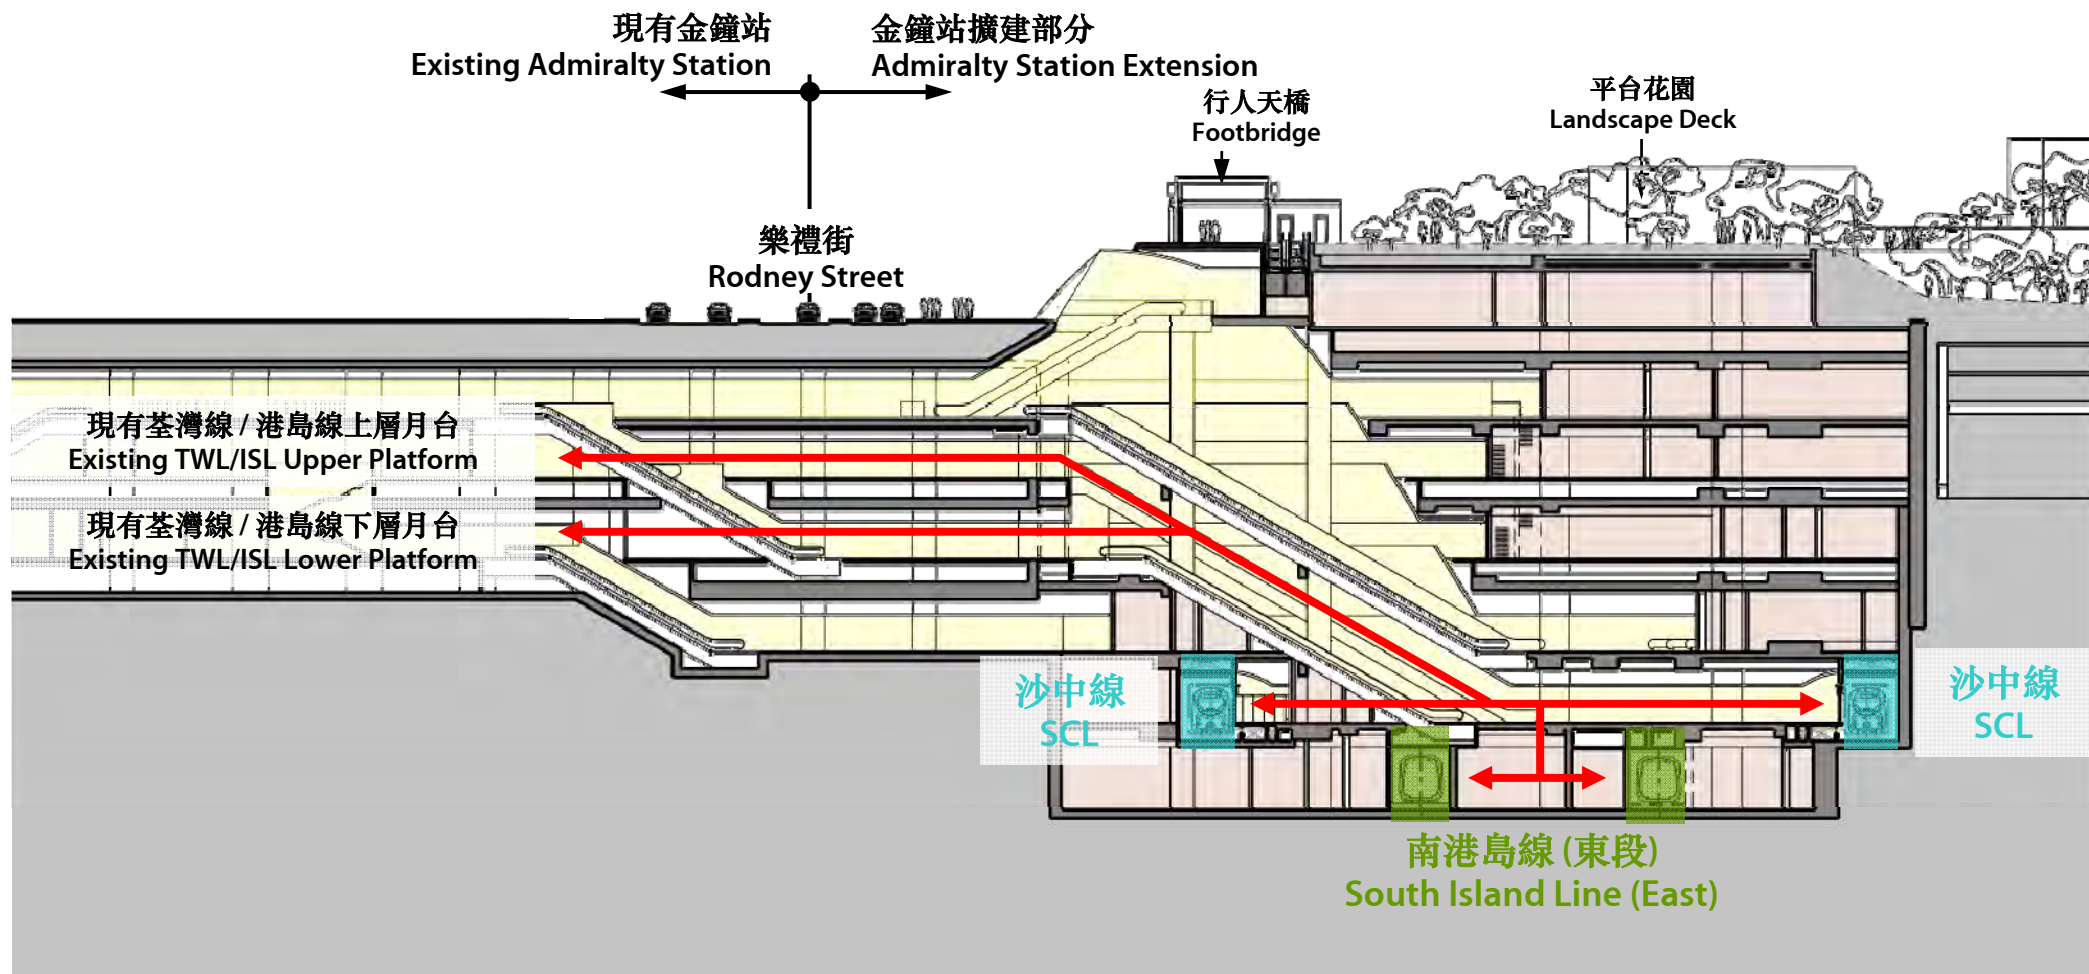 現有金鐘站
Existing Admiralty Station
金鐘站擴建部分
Admiralty Station Extension
行人天橋
Footbridge
平台花園
Landscape Deck
樂禮街
Rodney Street
現有荃灣線 / 港島線上層月台
Existing TWL/ISL Upper Platform
現有荃灣線 / 港島線下層月台
Existing TWL/ISL Lower Platform
沙中線
SCL
沙中線
SCL
南港島線 (東段)
South Island Line (East)